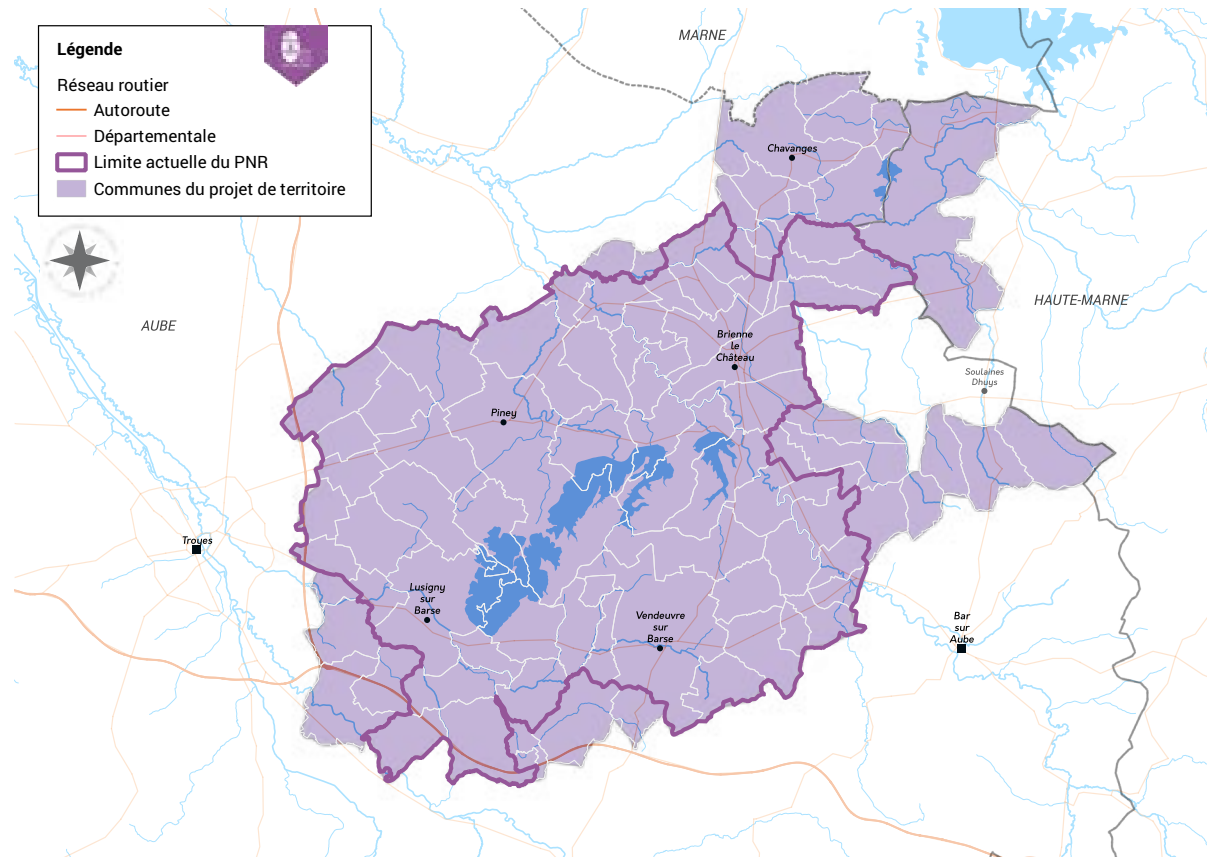 Légende
Réseau routier
Autoroute
Départementale
Limite actuelle du PNR
Communes du projet de territoire
MARNE
Chavanges
HAUTE-MARNE
AUBE
Brienne
le
Château
Soulaines
Dhuys
Piney
Troyes
Lusigny
sur
Barse
Vendeuvre
sur
Barse
Bar
sur
Aube